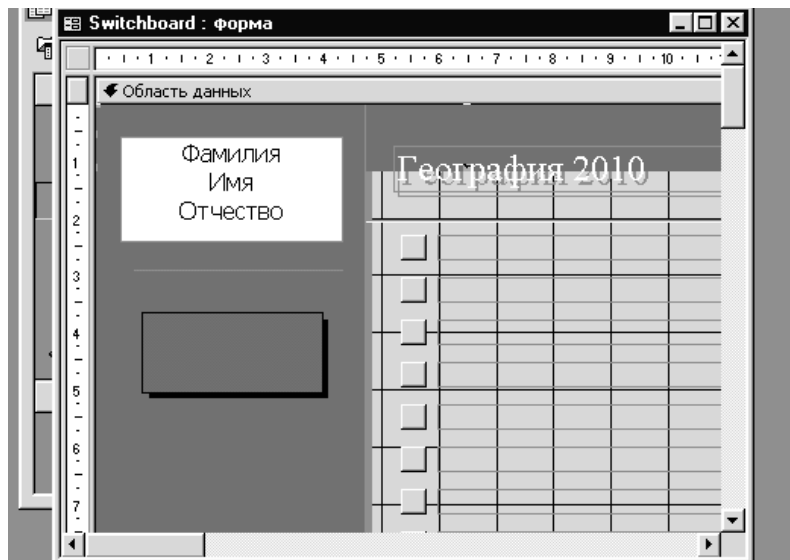 Switchboard : форма
1 2 3 4 5 6 7 8 9 10
Область данных
Фамилия
Имя
Отчество
География 2010
1
2
3
4
5
6
7